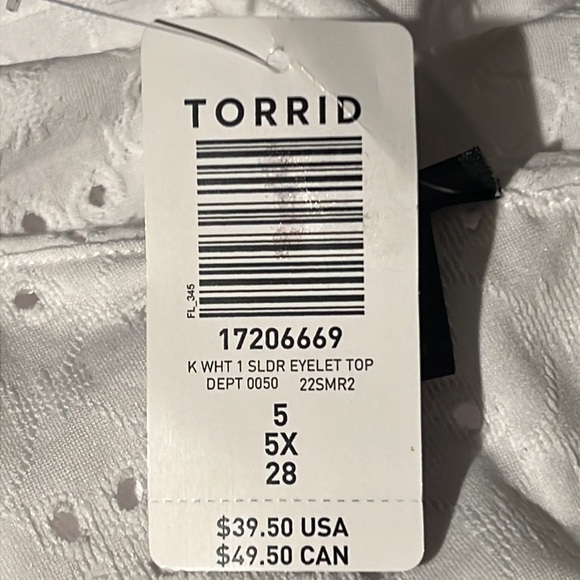 TORRID
FL_345
17206669
K WHT 1 SLDR EYELET TOP
DEPT 0050 22SMR2
5
5X
28
$39.50 USA
$49.50 CAN